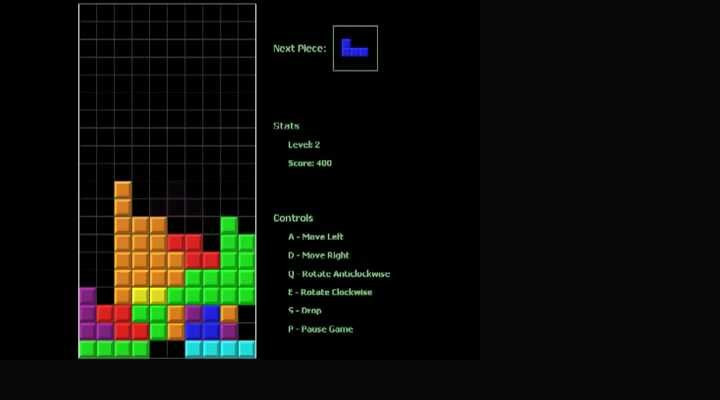 Next Piece:
Stats
Level: 2
Score: 400
Controls
A - Move Left
D - Move Right
Q - Rotate Anticlockwise
E - Rotate Clockwise
S - Drop
P - Pause Game